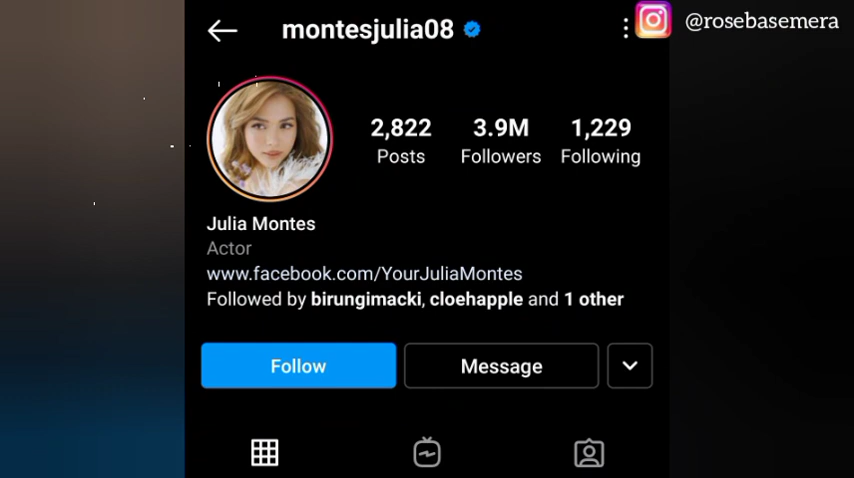 montesjulia08
@rosebasemera
2,822 3.9M 1,229
Posts Followers Following
Julia Montes
Actor
www.facebook.com/YourJuliaMontes
Followed by birungimacki, cloehapple and 1 other
Follow Message